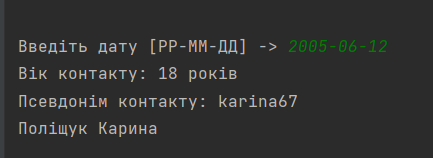 Введіть дату [РР-ММ-ДД] -> 2005-06-12
Вік контакту: 18 років
Псевдонім контакту: karina67
Поліщук Карина